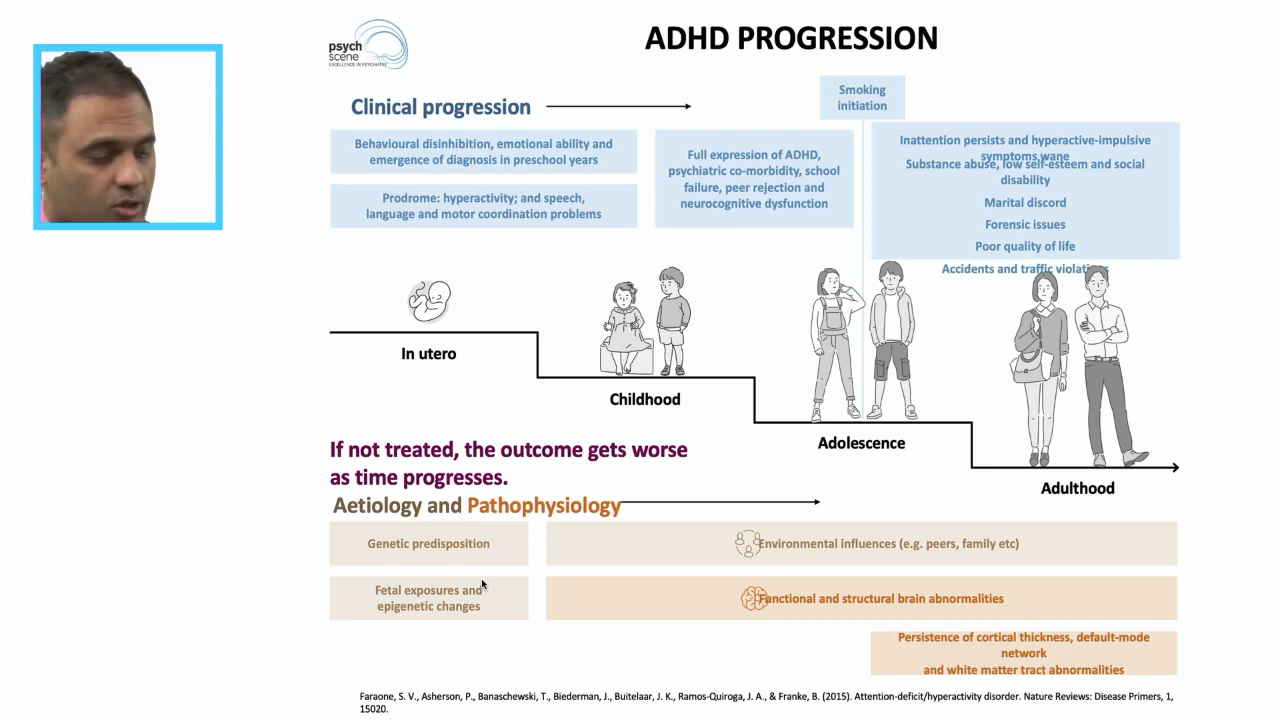 psych
scene
EXCELLENCE IN PSYCHIATRY
ADHD PROGRESSION
Clinical progression
Smoking
initiation
Behavioural disinhibition, emotional ability and
emergence of diagnosis in preschool years
Prodrome: hyperactivity; and speech,
language and motor coordination problems
Full expression of ADHD,
psychiatric co-morbidity, school
failure, peer rejection and
neurocognitive dysfunction
Inattention persists and hyperactive-impulsive
symptoms wane
Substance abuse, low self-esteem and social
disability
Marital discord
Forensic issues
Poor quality of life
Accidents and traffic violations
In utero
Childhood
Adolescence
Adulthood
If not treated, the outcome gets worse
as time progresses.
Aetiology and Pathophysiology
Genetic predisposition
Environmental influences (e.g. peers, family etc)
Fetal exposures and
epigenetic changes
Functional and structural brain abnormalities
Persistence of cortical thickness, default-mode
network
and white matter tract abnormalities
Faraone, S. V., Asherson, P., Banaschewski, T., Biederman, J., Buitelaar, J. K., Ramos-Quiroga, J. A., & Franke, B. (2015). Attention-deficit/hyperactivity disorder. Nature Reviews: Disease Primers, 1,
15020.